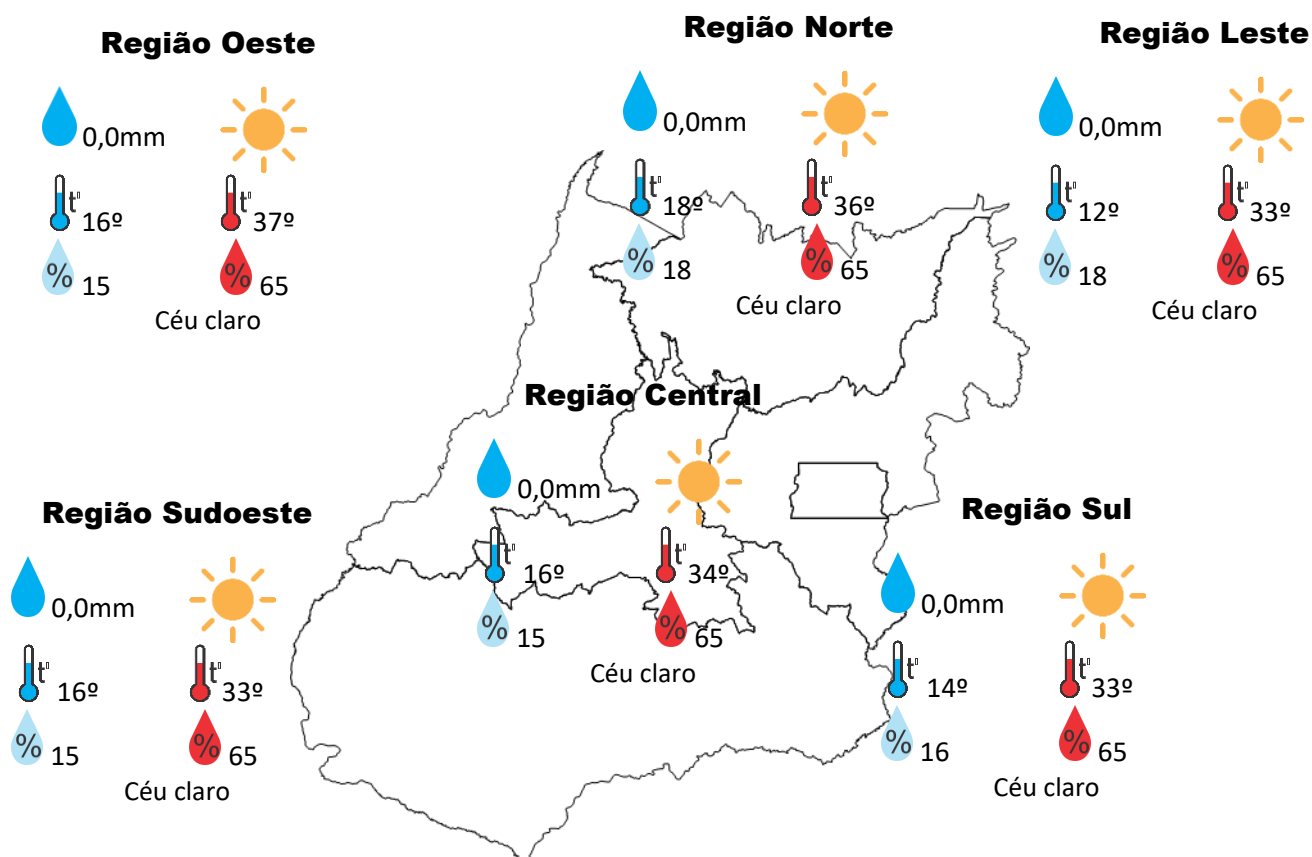 Região Oeste
0,0mm
t°
16º
t°
37º
% 15
% 65
Céu claro
Região Norte
0,0mm
t°
18º
t°
36º
% 18
% 65
Céu claro
Região Leste
0,0mm
t°
12º
t°
33º
% 18
% 65
Céu claro
Região Central
0,0mm
t°
16º
t°
34º
% 15
% 65
Céu claro
Região Sudoeste
0,0mm
t°
16º
t°
33º
% 15
% 65
Céu claro
Região Sul
0,0mm
t°
14º
t°
33º
% 16
% 65
Céu claro